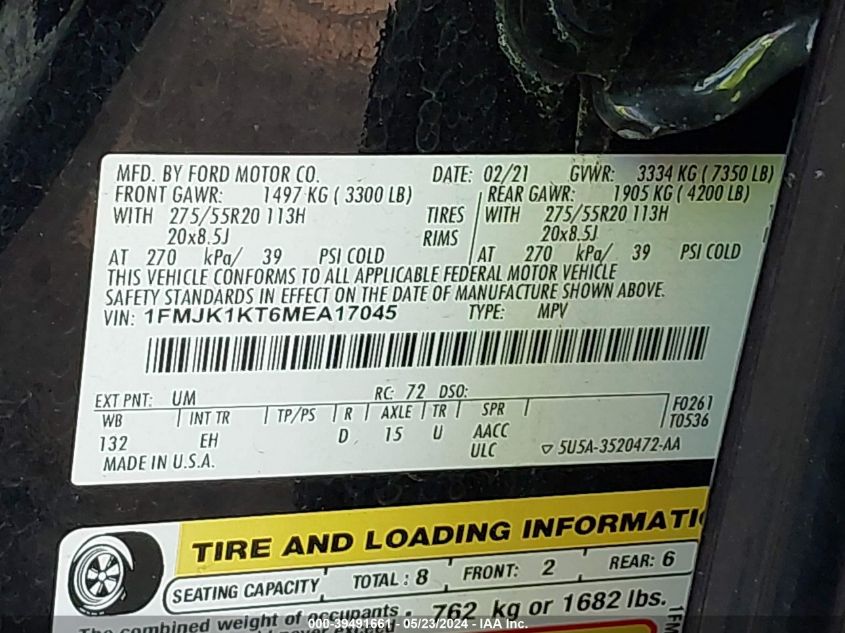 MFD. BY FORD MOTOR CO. DATE: 02/21 GVWR: 3334 KG ( 7350 LB)
FRONT GAWR: 1497 KG ( 3300 LB) REAR GAWR: 1905 KG ( 4200 LB)
WITH 275/55R20 113H TIRES WITH 275/55R20 113H
20x8.5J RIMS 20x8.5J
AT 270 kPa/ 39 PSI COLD AT 270 kPa/ 39 PSI COLD
THIS VEHICLE CONFORMS TO ALL APPLICABLE FEDERAL MOTOR VEHICLE
SAFETY STANDARDS IN EFFECT ON THE DATE OF MANUFACTURE SHOWN ABOVE.
VIN: 1FMJK1KT6MEA17045 TYPE: MPV
EXT PNT: UM RC: 72 DSO:
WB INT TR TP/PS R AXLE TR SPR F0261
132 EH D 15 U AACC T0536
MADE IN U.S.A. ULC 5U5A-3520472-AA
TIRE AND LOADING INFORMATI
SEATING CAPACITY TOTAL: 8 FRONT: 2 REAR: 6
The combined weight of occupants 762 kg or 1682 lbs.
1FM
000-39491661 - 05/23/2024 - IAA Inc.